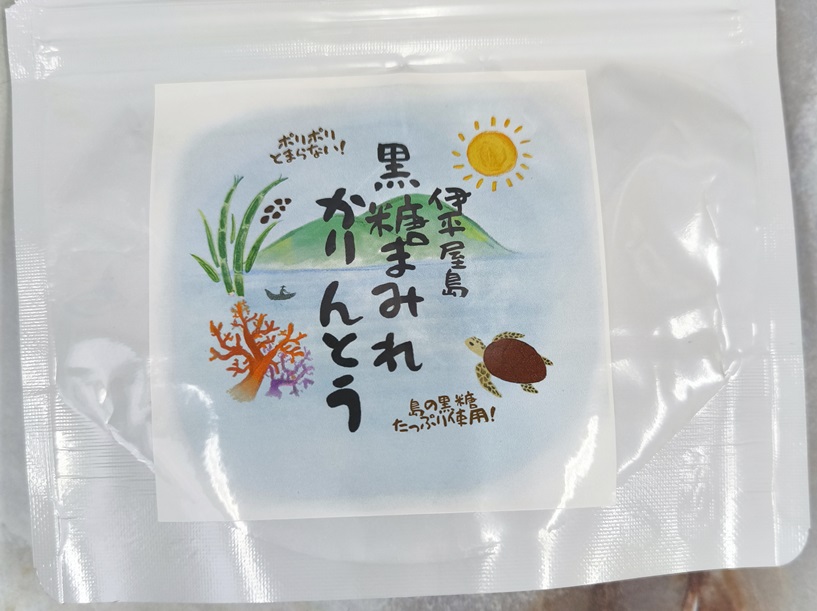 ポリポリ
とまらない!
伊平屋島
黒糖まみれ
かりんとう
島の黒糖
たっぷり使用!